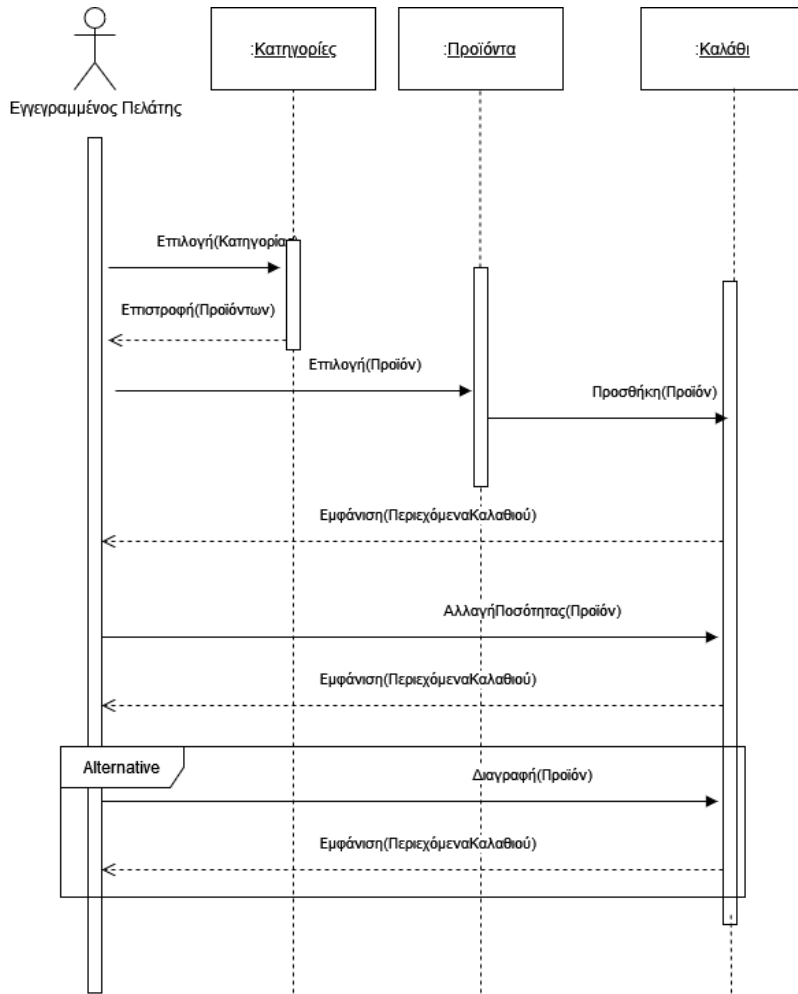 :Κατηγορίες
:Προϊόντα
:Καλάθι
Εγγεγραμμένος Πελάτης
Επιλογή(Κατηγορίας)
Επιστροφή(Προϊόντων)
Επιλογή(Προϊόν)
Προσθήκη(Προϊόν)
Εμφάνιση(ΠεριεχόμεναΚαλαθιού)
ΑλλαγήΠοσότητας(Προϊόν)
Εμφάνιση(ΠεριεχόμεναΚαλαθιού)
Alternative
Διαγραφή(Προϊόν)
Εμφάνιση(ΠεριεχόμεναΚαλαθιού)